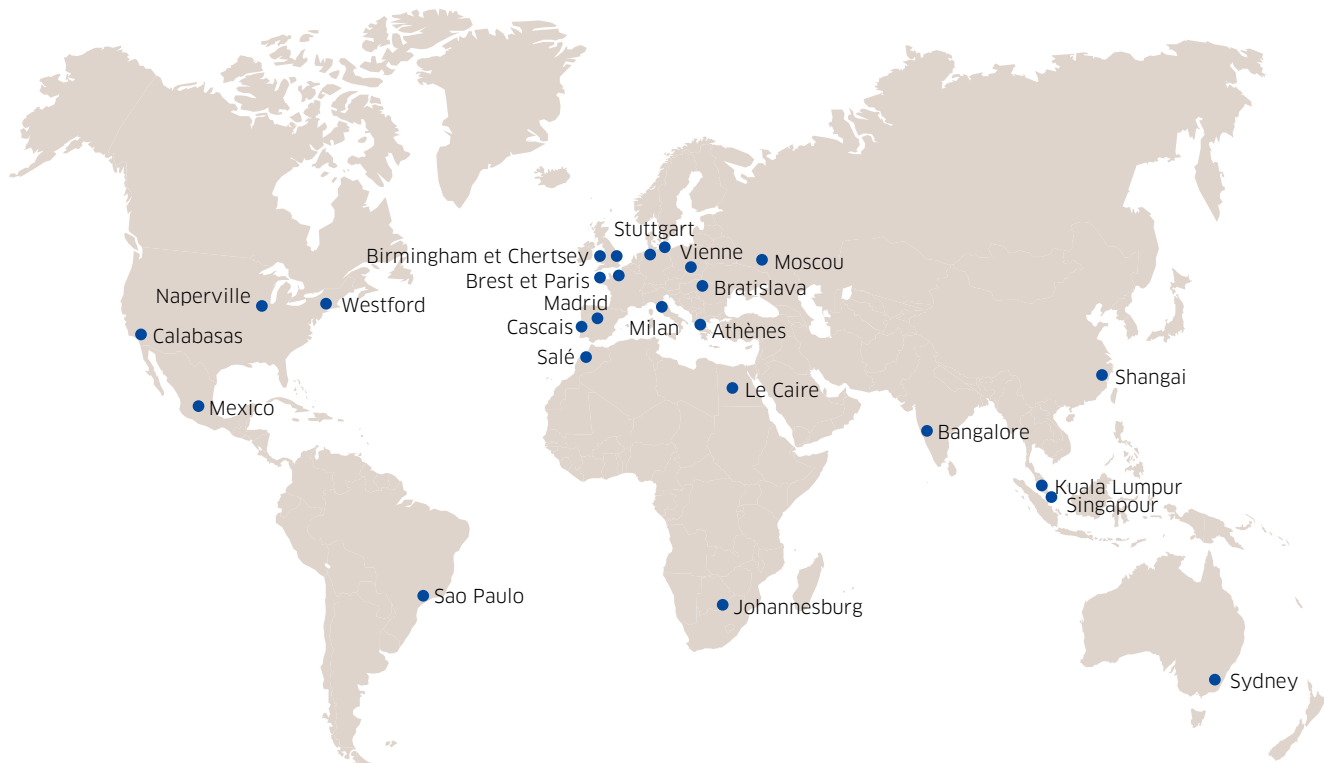 Stuttgart
Birmingham et Chertsey
Vienne
Moscou
Brest et Paris
Bratislava
Naperville
Westford
Madrid
Cascais
Milan
Athènes
Calabasas
Salé
Shangai
Le Caire
Mexico
Bangalore
Kuala Lumpur
Singapour
Sao Paulo
Johannesburg
Sydney